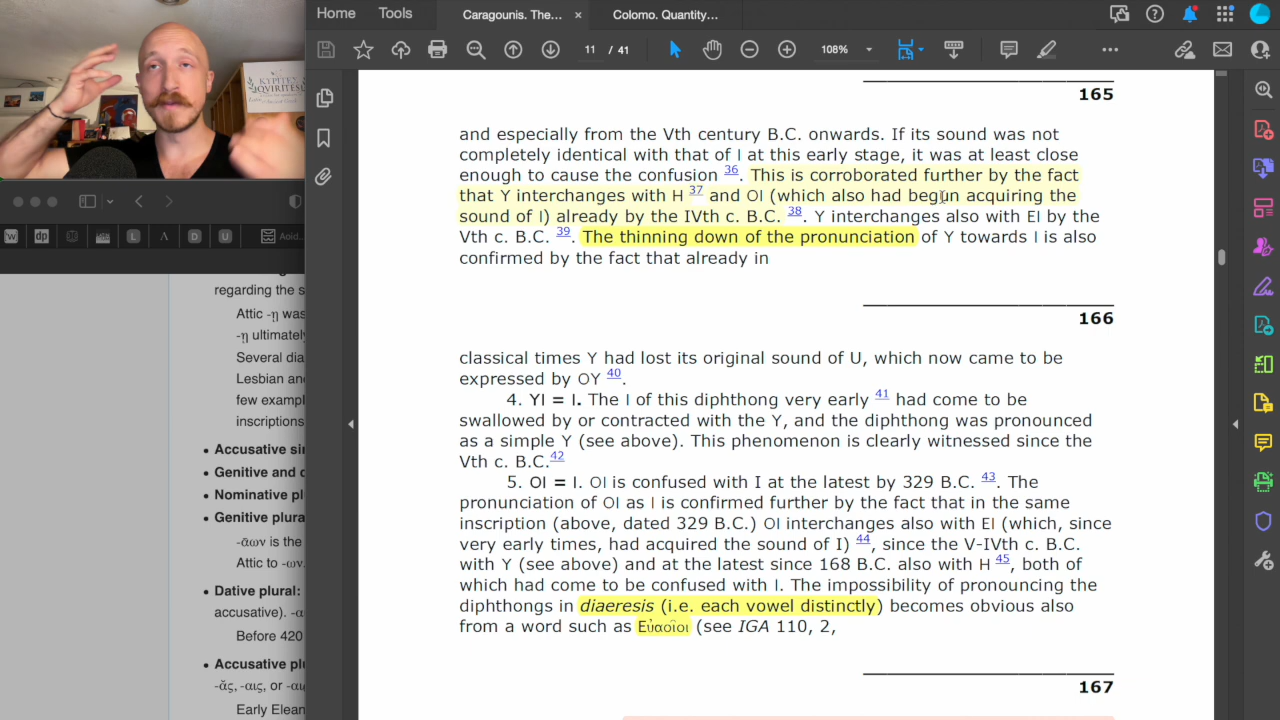 Home Tools Caragounis. The... × Colomo. Quantity...
11 / 41 108%
ΚΥΡΙΤΕΣ
QVIRITES
165
and especially from the Vth century B.C. onwards. If its sound was not
completely identical with that of I at this early stage, it was at least close
enough to cause the confusion 36. This is corroborated further by the fact
that Y interchanges with H 37 and OI (which also had begun acquiring the
sound of I) already by the IVth c. B.C. 38. Y interchanges also with EI by the
Vth c. B.C. 39. The thinning down of the pronunciation of Y towards I is also
confirmed by the fact that already in
166
classical times Y had lost its original sound of U, which now came to be
expressed by OY 40.
4. YI = I. The I of this diphthong very early 41 had come to be
swallowed by or contracted with the Y, and the diphthong was pronounced
as a simple Y (see above). This phenomenon is clearly witnessed since the
Vth c. B.C.42
5. OI = I. OI is confused with I at the latest by 329 B.C. 43. The
pronunciation of OI as I is confirmed further by the fact that in the same
inscription (above, dated 329 B.C.) OI interchanges also with EI (which, since
very early times, had acquired the sound of I) 44, since the V-IVth c. B.C.
with Y (see above) and at the latest since 168 B.C. also with H 45, both of
which had come to be confused with I. The impossibility of pronouncing the
diphthongs in diaeresis (i.e. each vowel distinctly) becomes obvious also
from a word such as Εὐαοῖοι (see IGA 110, 2,
167
W dp L A D U Aoid...
regarding the s
Attic -ῃ was
-ῃ ultimately
Several dia
Lesbian an
few examp
inscriptions
• Accusative si
• Genitive and
• Nominative pl
• Genitive plura
-ᾱων is the
Attic to -ων.
• Dative plural:
accusative). -α
Before 420
• Accusative pl
-ᾰς, -αις, or -αι
Early Elean